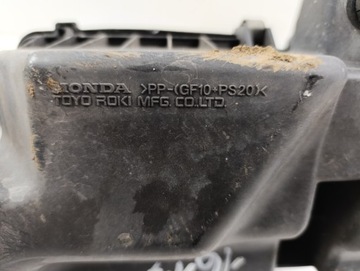 HONDA >PP-(GF10+PS20)<
TOYO ROKI MFG.CO.,LTD.